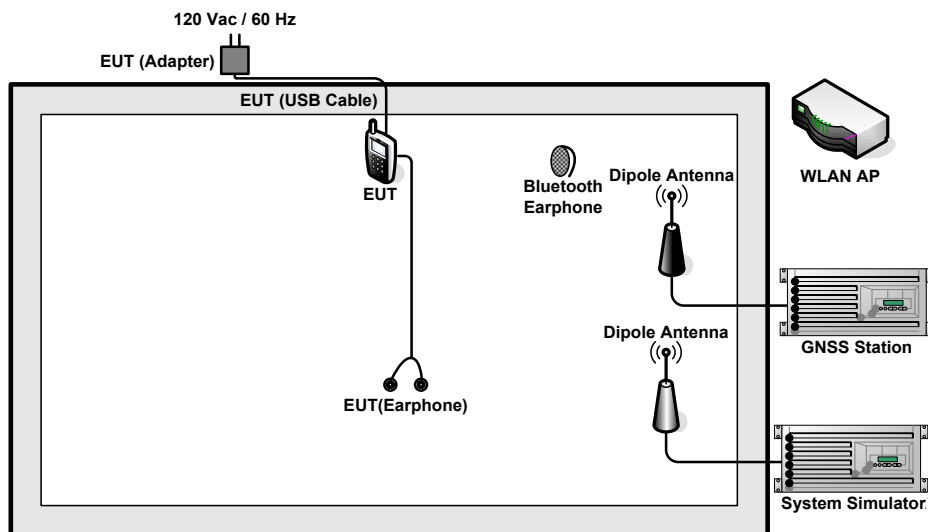 120 Vac / 60 Hz
EUT (Adapter)
EUT (USB Cable)
EUT
Bluetooth
Earphone
Dipole Antenna
WLAN AP
GNSS Station
Dipole Antenna
EUT(Earphone)
System Simulator